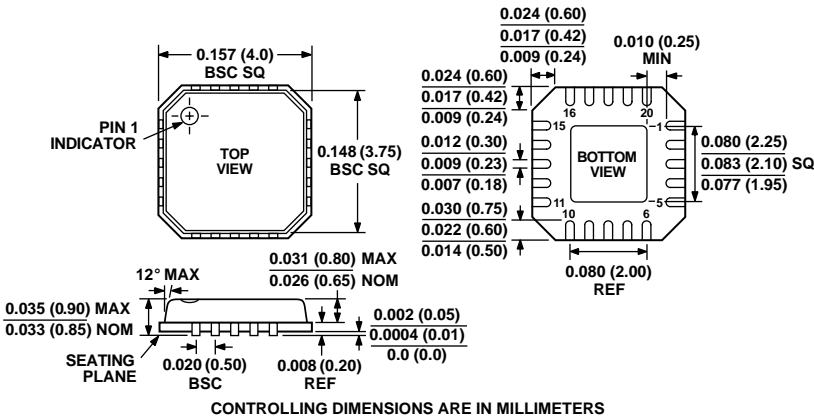 0.157 (4.0)
BSC SQ
PIN 1
INDICATOR
TOP
VIEW
0.148 (3.75)
BSC SQ
0.024 (60)
0.017 (42)
0.009 (24)
0.010 (0.25)
MIN
0.024 (60)
0.017 (42)
0.009 (24)
16
20
15
1
0.012 (0.30)
0.009 (0.23)
0.007 (0.18)
BOTTOM
VIEW
0.080 (2.25)
0.083 (2.10) SQ
0.077 (1.95)
11
5
10
6
0.030 (0.75)
0.022 (0.60)
0.014 (0.50)
0.080 (2.00)
REF
12° MAX
0.031 (0.80) MAX
0.026 (0.65) NOM
0.035 (0.90) MAX
0.033 (0.85) NOM
0.002 (0.05)
0.0004 (0.01)
0.0 (0.0)
SEATING
PLANE
0.020 (0.50)
BSC
0.008 (0.20)
REF
CONTROLLING DIMENSIONS ARE IN MILLIMETERS